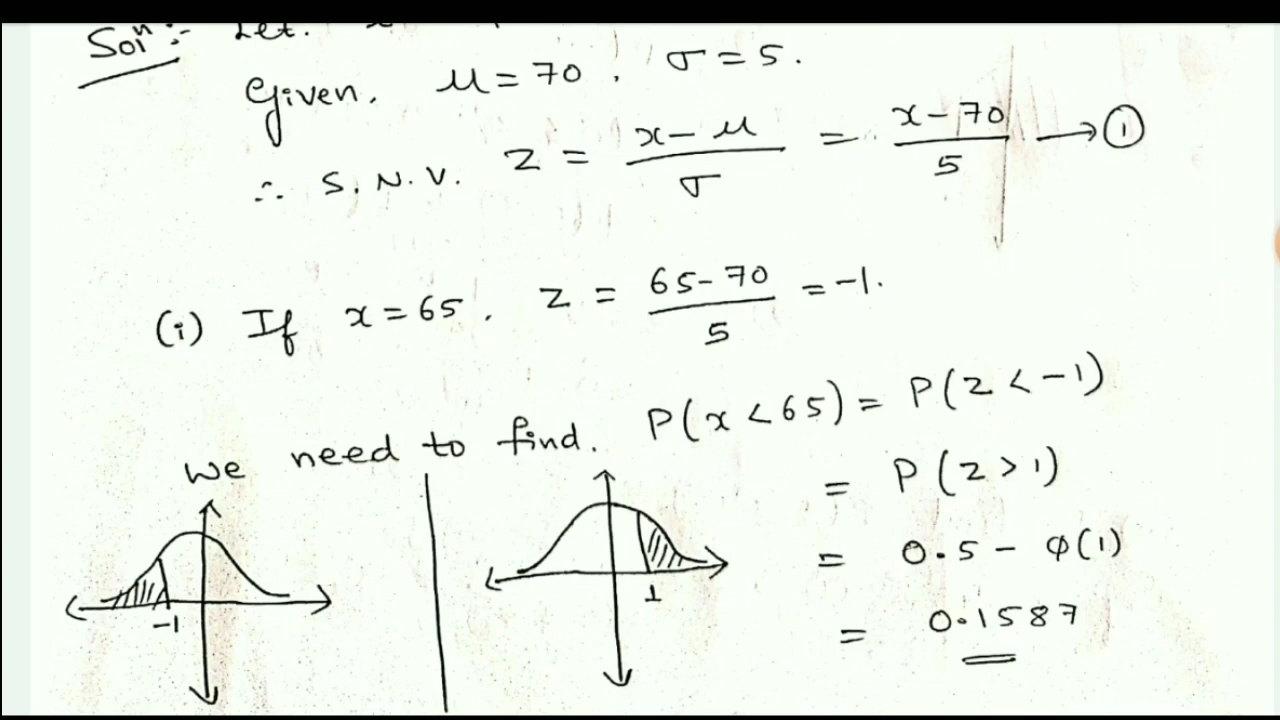 Solⁿ:- Let. x
Given. μ = 70 . σ = 5.
∴ S. N. V. z = (x - μ)/σ = (x - 70)/5 → ①
(i) If x = 65 . z = (65 - 70)/5 = -1.
We need to find. P(x < 65) = P(z < -1)
= P(z > 1)
= 0.5 - φ(1)
= 0.1587
-1
1